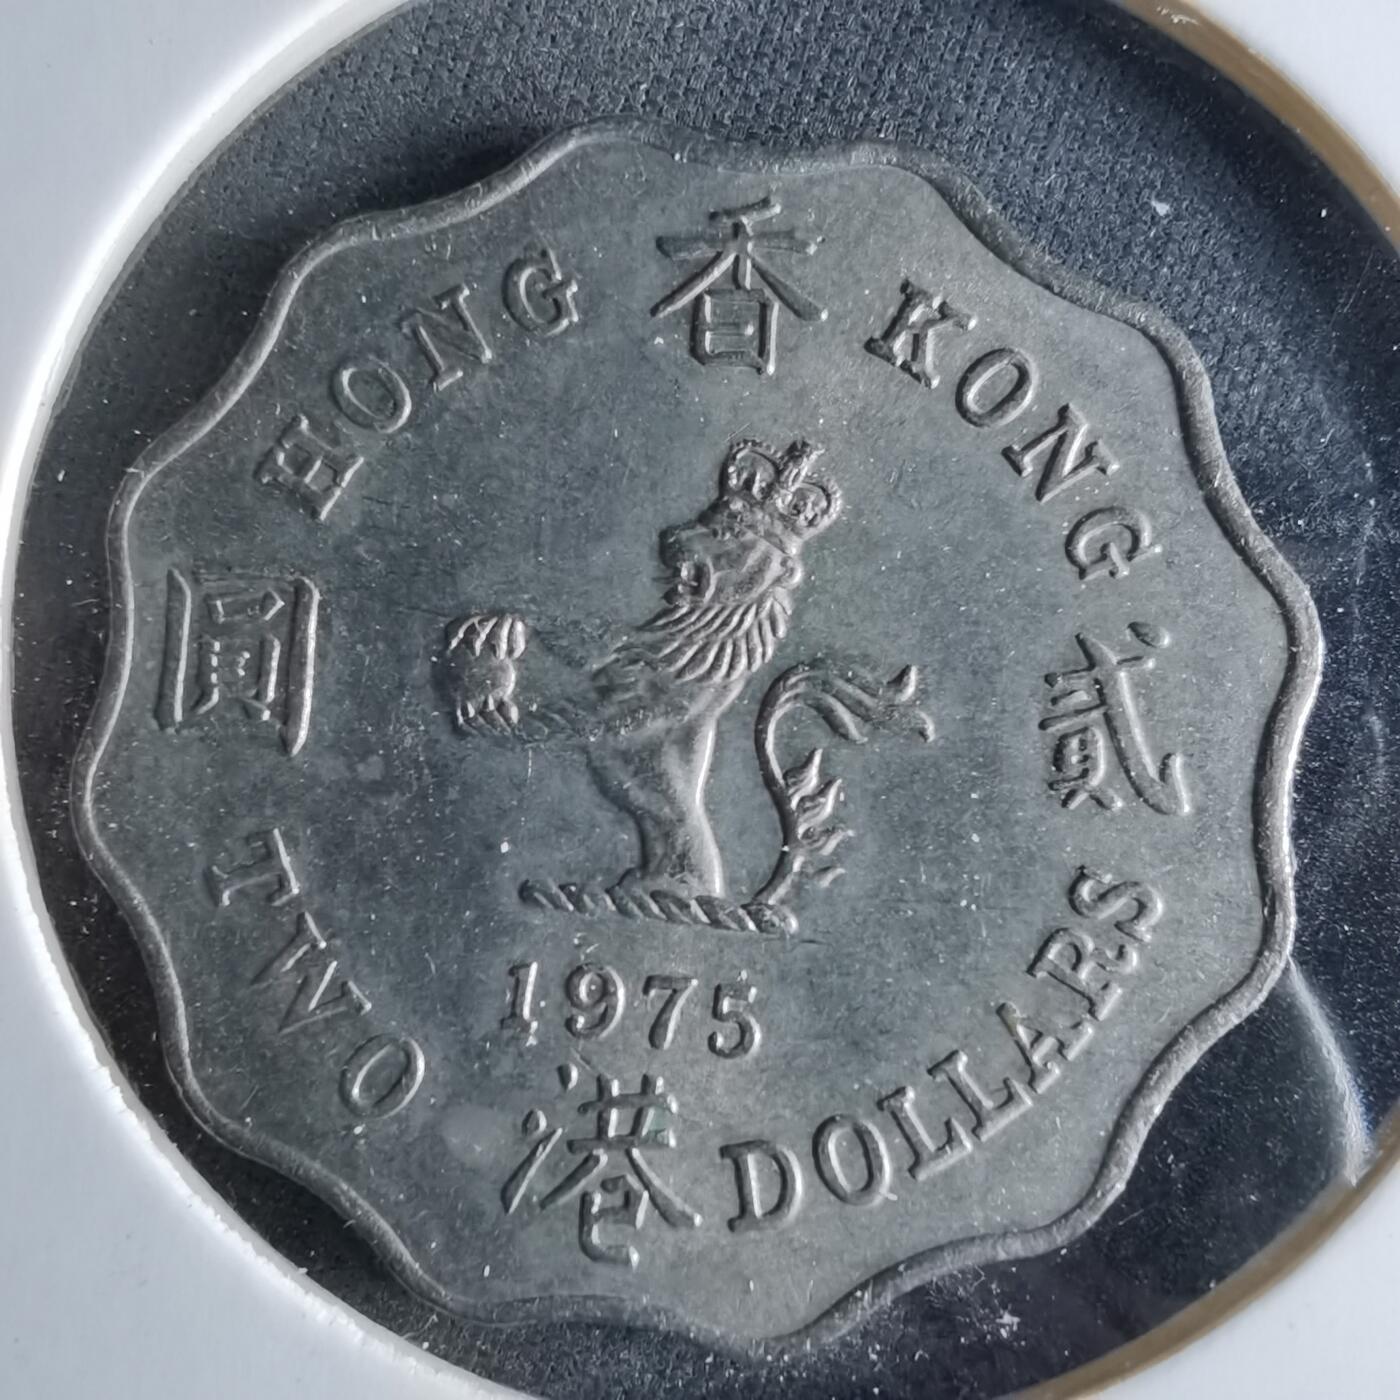 HONG KONG
香
港
貳
圓
1975
TWO DOLLARS